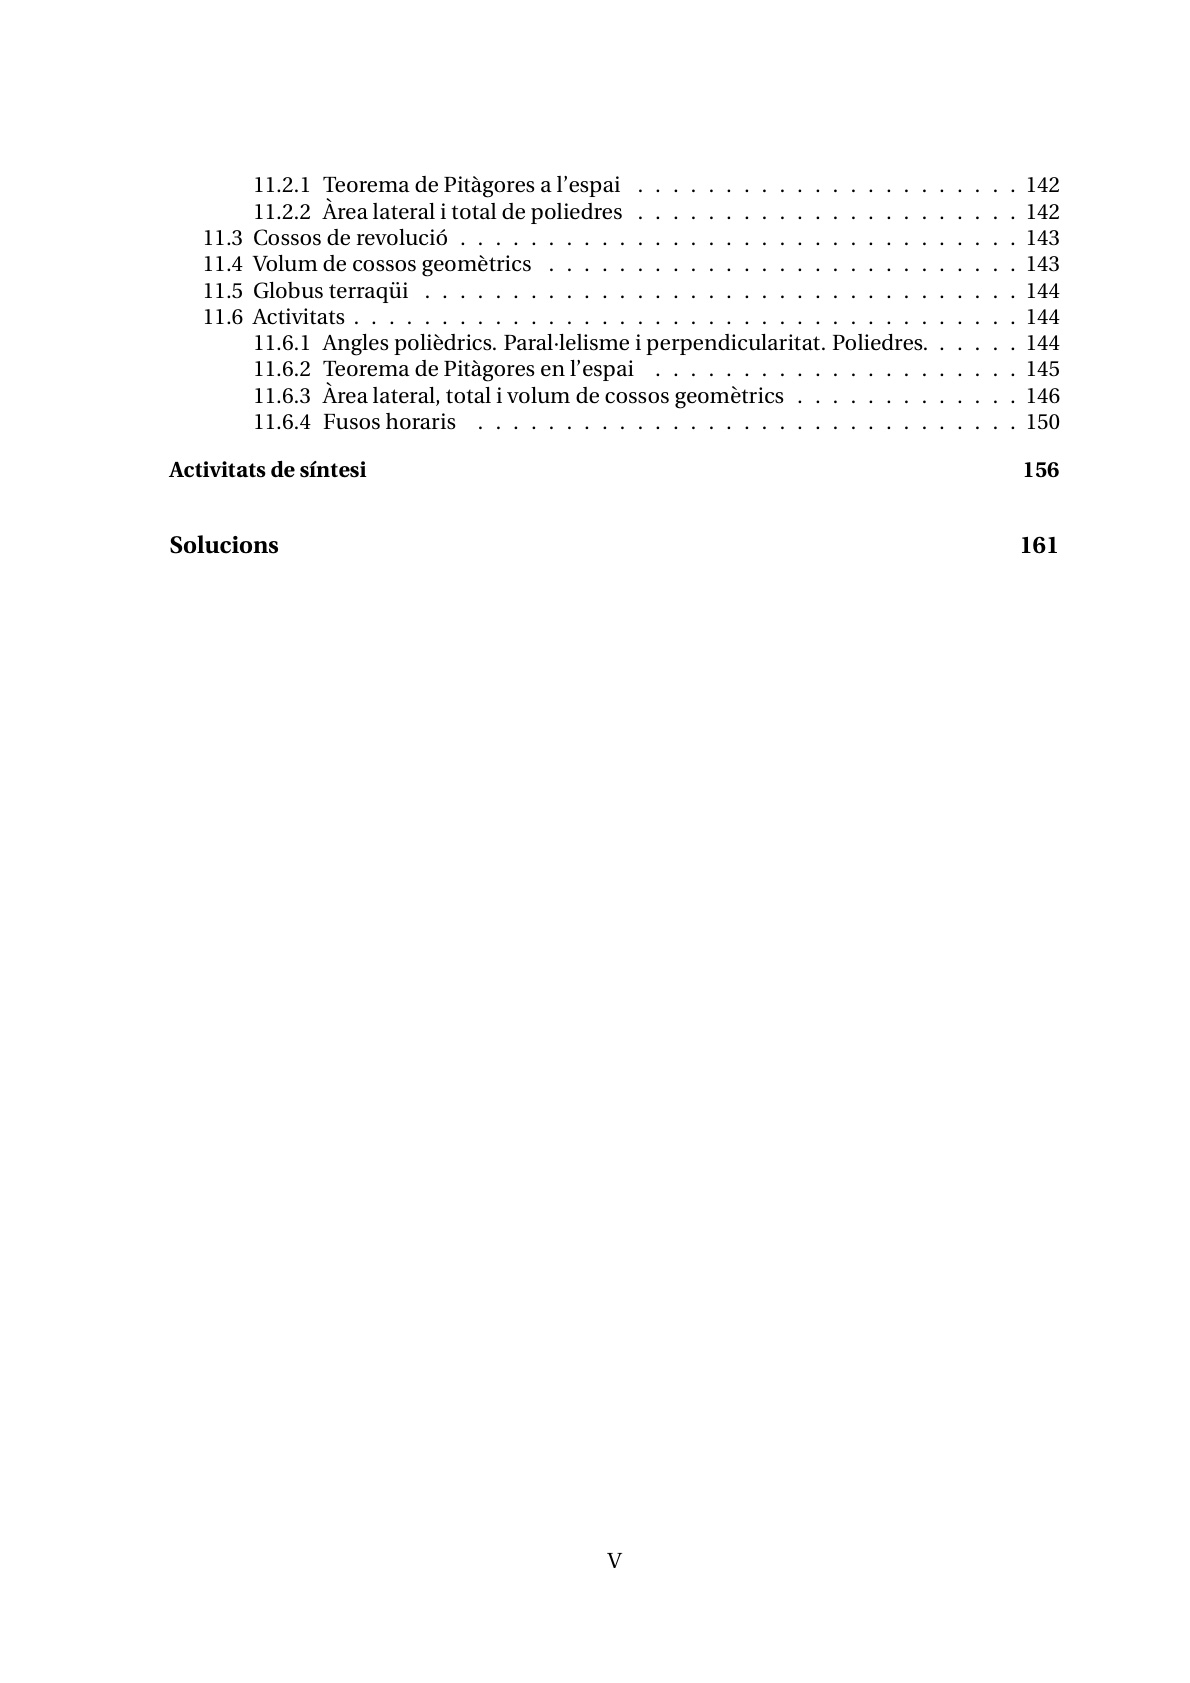 11.2.1 Teorema de Pitàgores a l’espai . . . . . . . . . . . . . . . . . . . . . . 142
11.2.2 Àrea lateral i total de poliedres . . . . . . . . . . . . . . . . . . . . . . 142
11.3 Cossos de revolució . . . . . . . . . . . . . . . . . . . . . . . . . . . . . . . . 143
11.4 Volum de cossos geomètrics . . . . . . . . . . . . . . . . . . . . . . . . . . . 143
11.5 Globus terraqüi . . . . . . . . . . . . . . . . . . . . . . . . . . . . . . . . . . 144
11.6 Activitats . . . . . . . . . . . . . . . . . . . . . . . . . . . . . . . . . . . . . . 144
11.6.1 Angles polièdrics. Paral·lelisme i perpendicularitat. Poliedres. . . . . . 144
11.6.2 Teorema de Pitàgores en l’espai . . . . . . . . . . . . . . . . . . . . . 145
11.6.3 Àrea lateral, total i volum de cossos geomètrics . . . . . . . . . . . . . 146
11.6.4 Fusos horaris . . . . . . . . . . . . . . . . . . . . . . . . . . . . . . . 150
Activitats de síntesi 156
Solucions 161
V